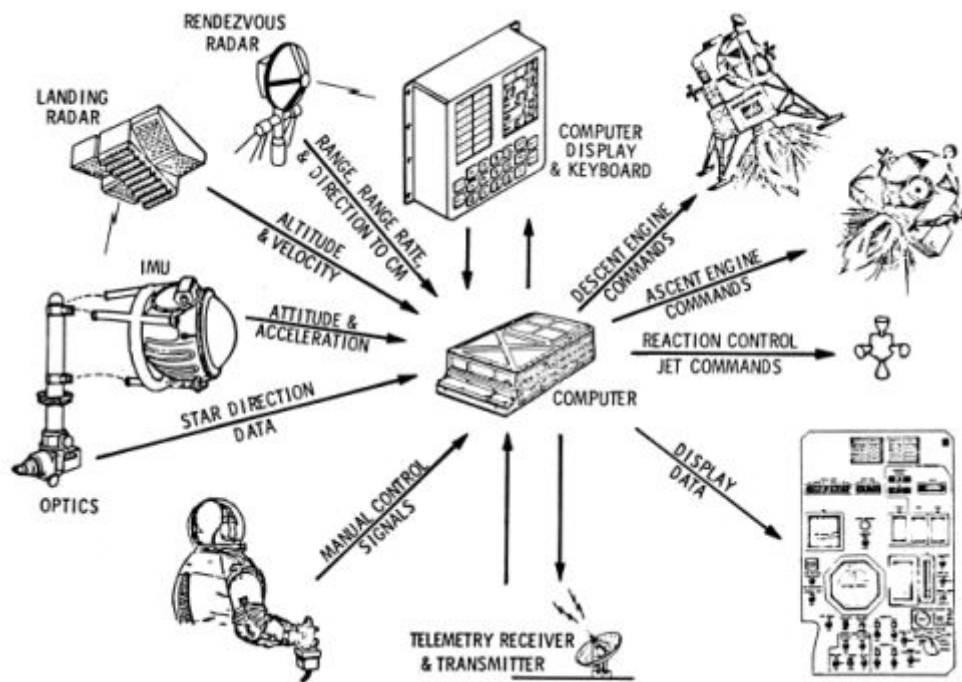 RENDEZVOUS
RADAR
LANDING
RADAR
COMPUTER
DISPLAY
& KEYBOARD
RANGE RANGE RATE
& DIRECTION TO CM
ALTITUDE
& VELOCITY
IMU
DESCENT ENGINE
COMMANDS
ASCENT ENGINE
COMMANDS
ATTITUDE &
ACCELERATION
REACTION CONTROL
JET COMMANDS
STAR DIRECTION
DATA
COMPUTER
OPTICS
MANUAL CONTROL
SIGNALS
DISPLAY
DATA
TELEMETRY RECEIVER
& TRANSMITTER